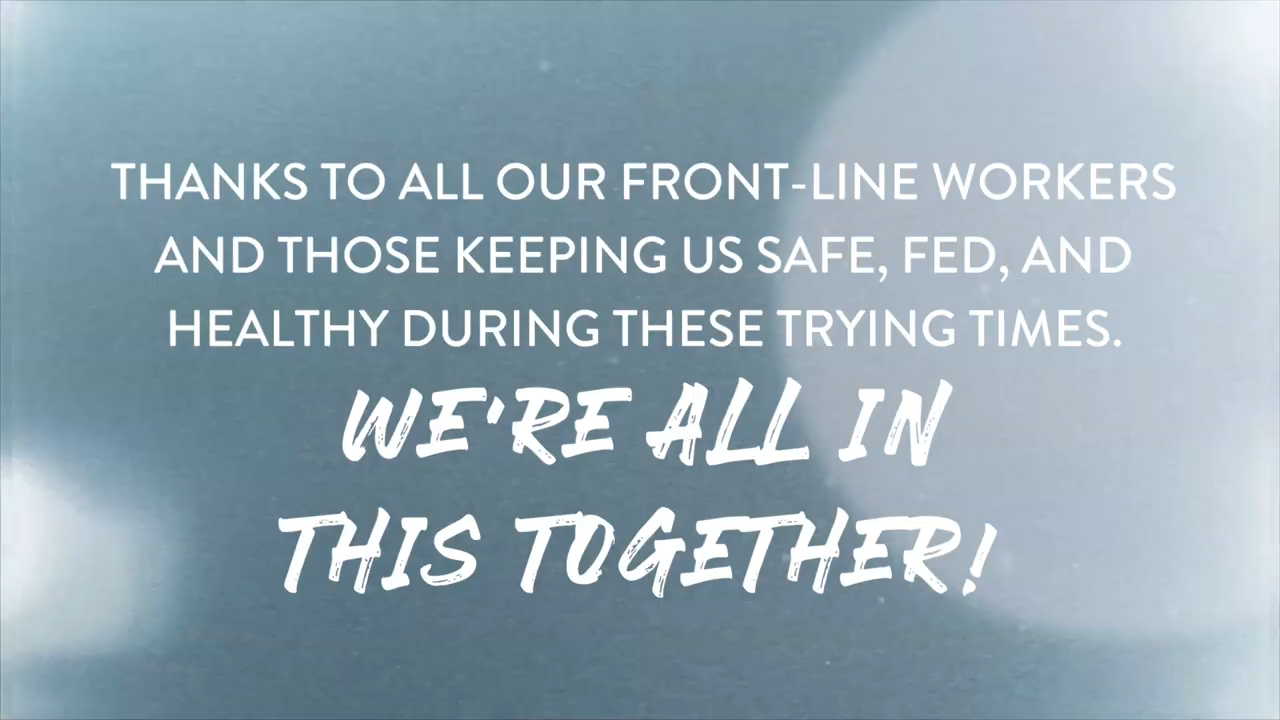 THANKS TO ALL OUR FRONT-LINE WORKERS
AND THOSE KEEPING US SAFE, FED, AND
HEALTHY DURING THESE TRYING TIMES.
WE'RE ALL IN
THIS TOGETHER!